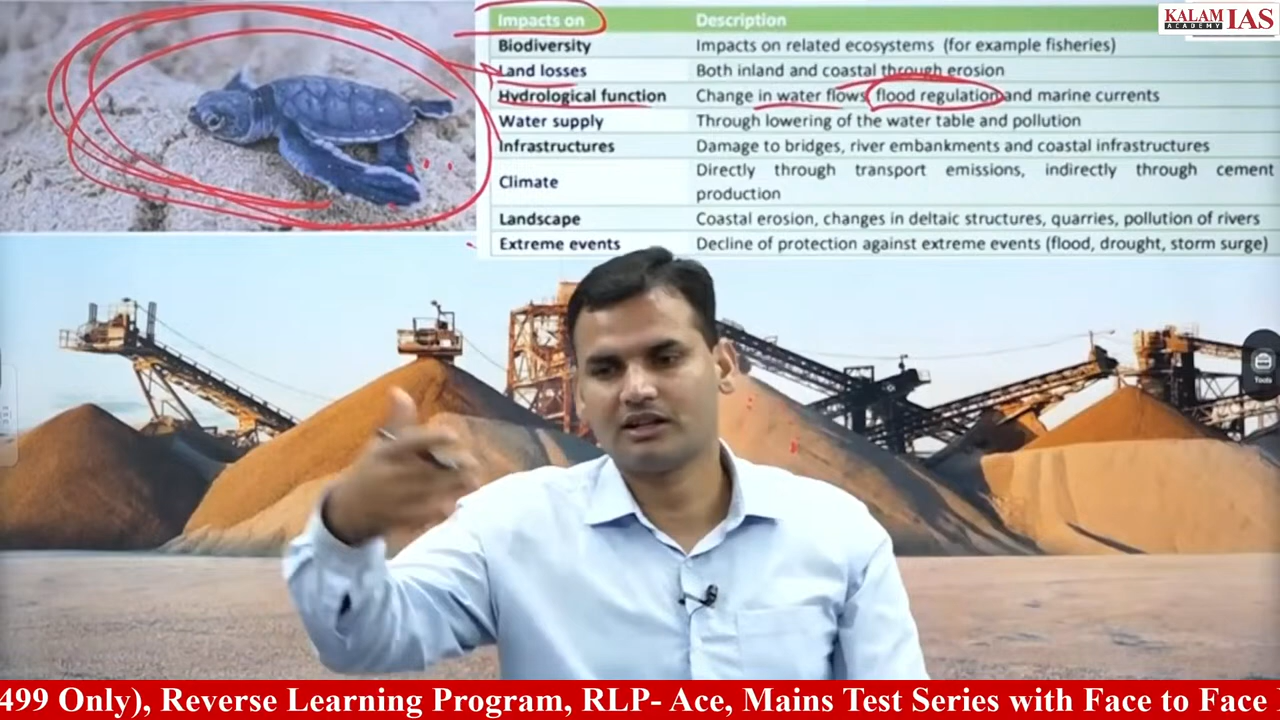 Impacts on Description
Biodiversity Impacts on related ecosystems (for example fisheries)
Land losses Both inland and coastal through erosion
Hydrological function Change in water flows, flood regulation and marine currents
Water supply Through lowering of the water table and pollution
Infrastructures Damage to bridges, river embankments and coastal infrastructures
Climate Directly through transport emissions, indirectly through cement
production
Landscape Coastal erosion, changes in deltaic structures, quarries, pollution of rivers
Extreme events Decline of protection against extreme events (flood, drought, storm surge)
KALAM IAS
ACADEMY
Tools
499 Only), Reverse Learning Program, RLP- Ace, Mains Test Series with Face to Face